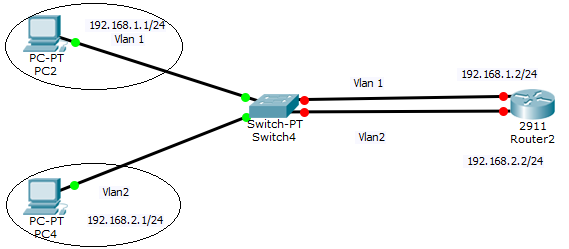 192.168.1.1/24
Vlan 1
PC-PT
PC2
Vlan 1
192.168.1.2/24
Switch-PT
Switch4
2911
Router2
Vlan2
192.168.2.2/24
Vlan2
192.168.2.1/24
PC-PT
PC4